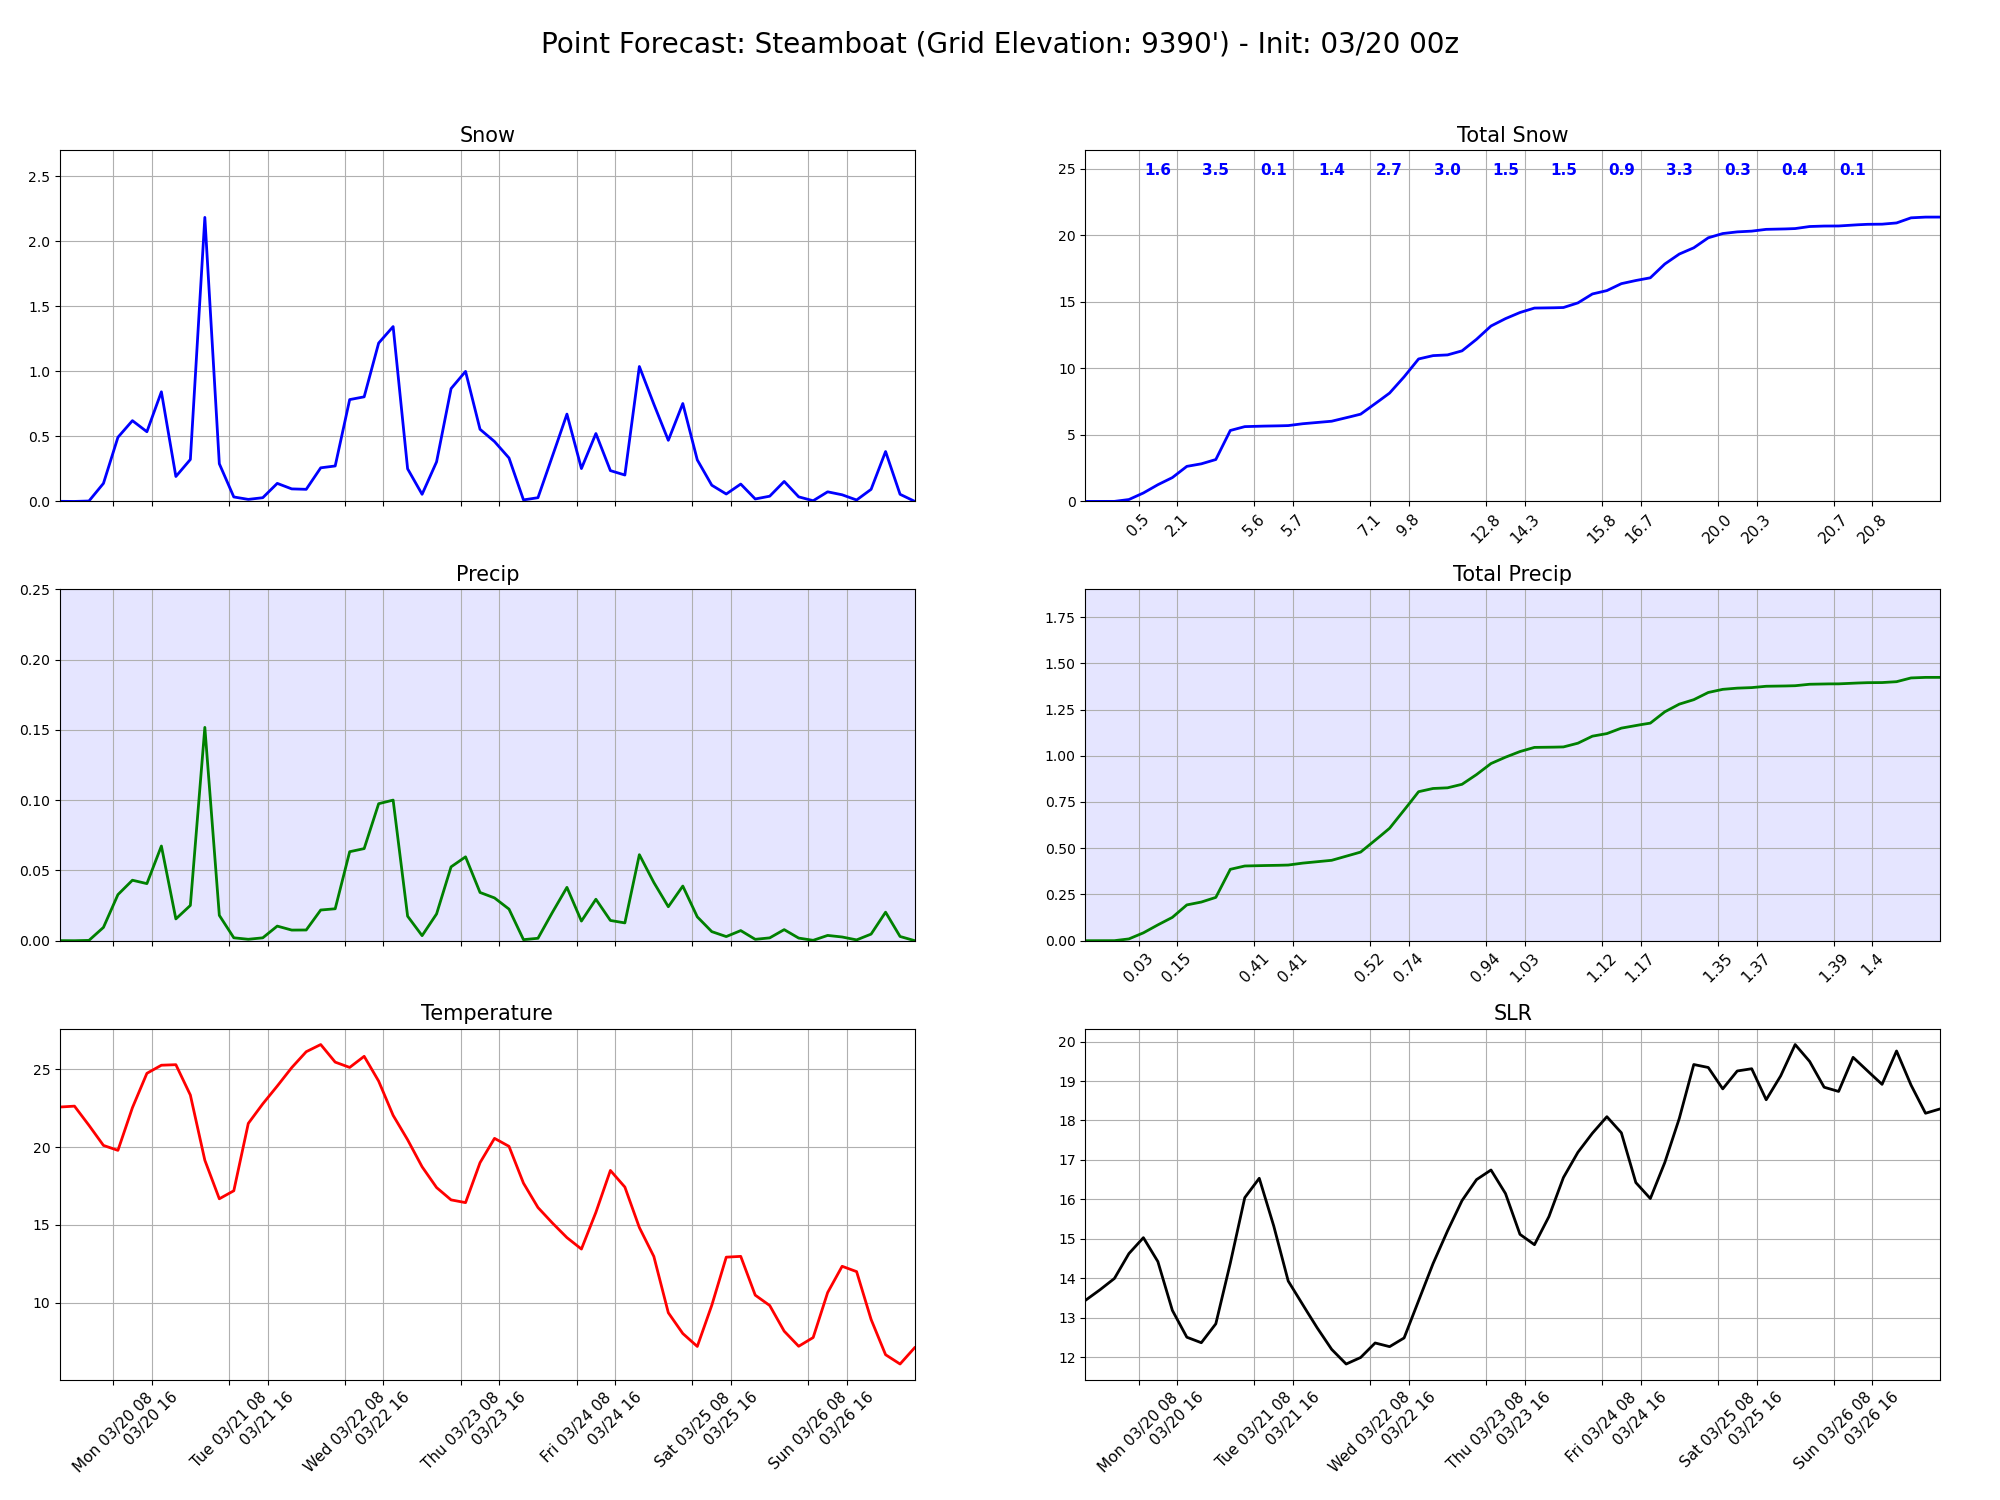 Point Forecast: Steamboat (Grid Elevation: 9390') - Init: 03/20 00z
Snow
2.5
2.0
1.5
1.0
0.5
0.0
Total Snow
1.6 3.5 0.1 1.4 2.7 3.0 1.5 1.5 0.9 3.3 0.3 0.4 0.1
25
20
15
10
5
0
0.5 2.1 5.6 5.7 7.1 9.8 12.8 14.3 15.8 16.7 20.0 20.3 20.7 20.8
Precip
0.25
0.20
0.15
0.10
0.05
0.00
Total Precip
1.75
1.50
1.25
1.00
0.75
0.50
0.25
0.00
0.03 0.15 0.41 0.41 0.52 0.74 0.94 1.03 1.12 1.17 1.35 1.37 1.39 1.4
Temperature
25
20
15
10
Mon 03/20 08
03/20 16
Tue 03/21 08
03/21 16
Wed 03/22 08
03/22 16
Thu 03/23 08
03/23 16
Fri 03/24 08
03/24 16
Sat 03/25 08
03/25 16
Sun 03/26 08
03/26 16
SLR
20
19
18
17
16
15
14
13
12
Mon 03/20 08
03/20 16
Tue 03/21 08
03/21 16
Wed 03/22 08
03/22 16
Thu 03/23 08
03/23 16
Fri 03/24 08
03/24 16
Sat 03/25 08
03/25 16
Sun 03/26 08
03/26 16